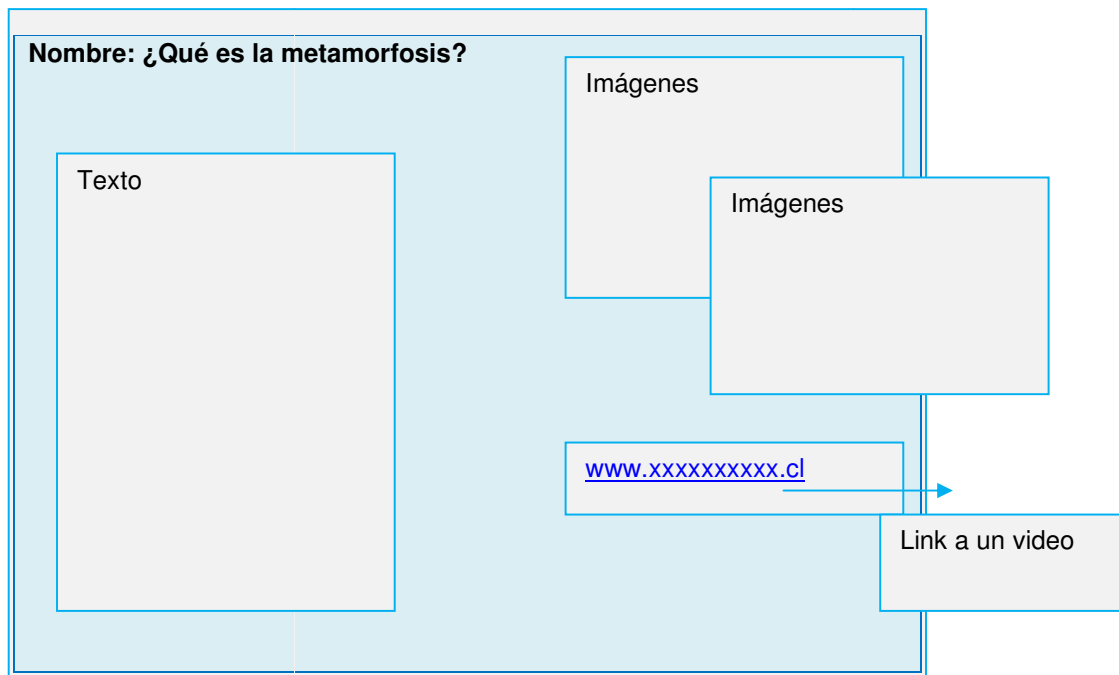 Nombre: ¿Qué es la metamorfosis?
Imágenes
Texto
Imágenes
www.xxxxxxxxxx.cl
Link a un video